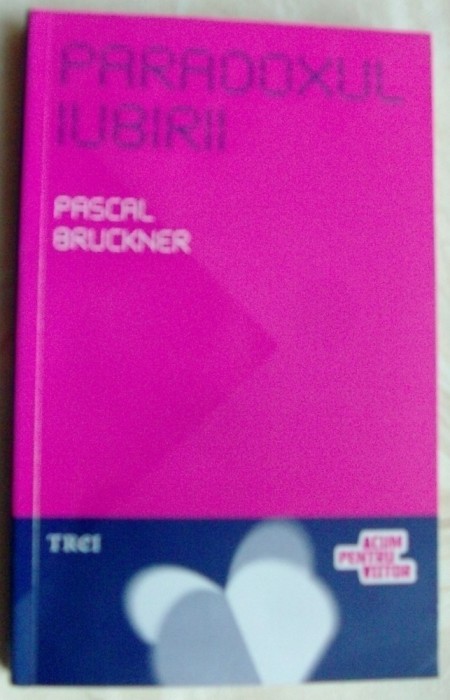 PARADOXUL
IUBIRII
PASCAL
BRUCKNER
TREI
ACUM
PENTRU
VIITOR